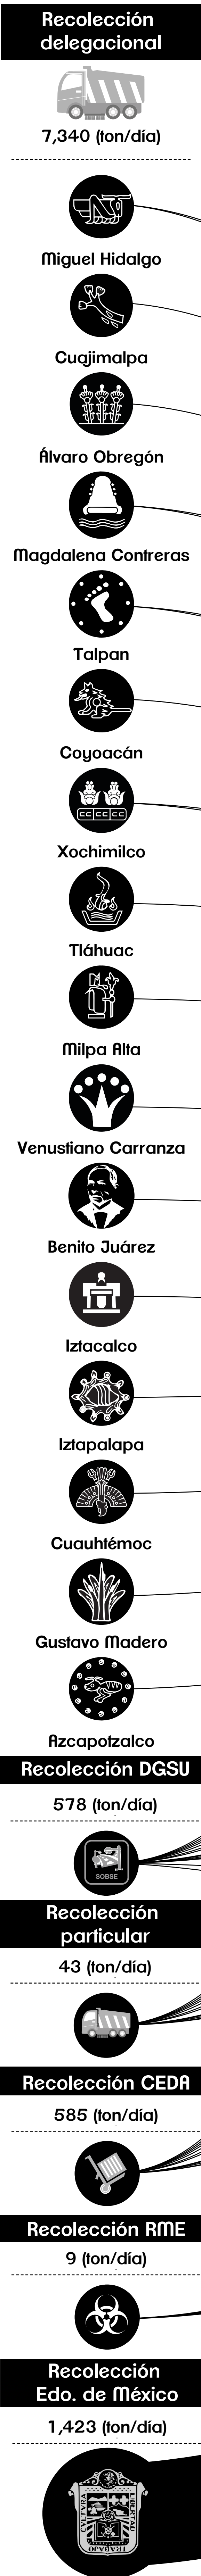 Recolección
delegacional
7,340 (ton/día)
Miguel Hidalgo
Cuajimalpa
Álvaro Obregón
Magdalena Contreras
Talpan
Coyoacán
Xochimilco
Tláhuac
Milpa Alta
Venustiano Carranza
Benito Juárez
Iztacalco
Iztapalapa
Cuauhtémoc
Gustavo Madero
Azcapotzalco
Recolección DGSU
578 (ton/día)
SOBSE
Recolección
particular
43 (ton/día)
Recolección CEDA
585 (ton/día)
Recolección RME
9 (ton/día)
Recolección
Edo. de México
1,423 (ton/día)
CULTURA
LIBERTAD
TRABAJO